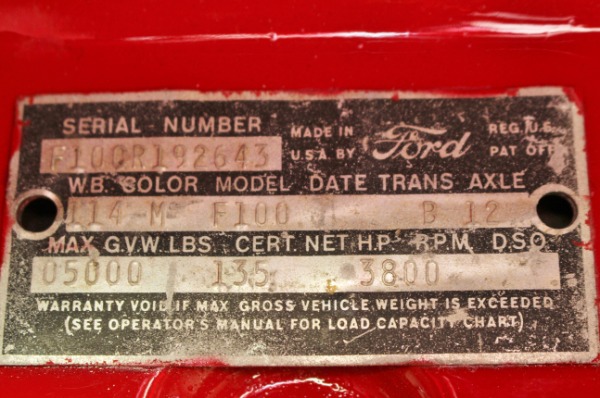 SERIAL NUMBER MADE IN Ford REG. U.S.
F10CR192643 U.S.A. BY PAT OFF.
W.B. COLOR MODEL DATE TRANS AXLE
114 M F100 B 12
MAX. G.V.W. LBS. CERT. NET H.P. R.P.M. D.S.O.
05000 135 3800
WARRANTY VOID IF MAX GROSS VEHICLE WEIGHT IS EXCEEDED
(SEE OPERATOR'S MANUAL FOR LOAD CAPACITY CHART)